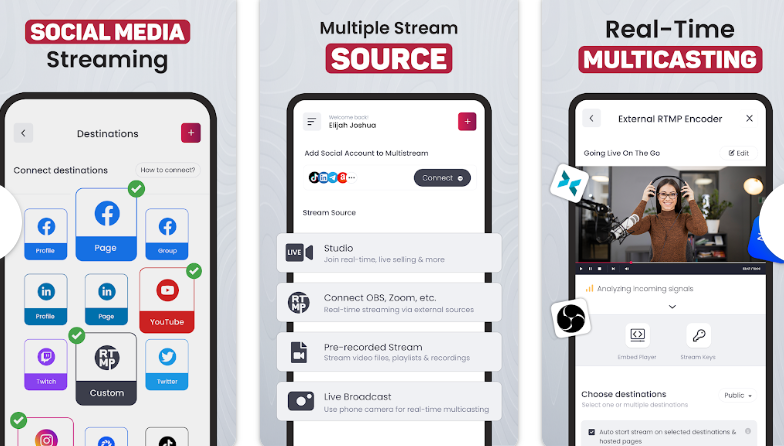 SOCIAL MEDIA
Streaming
Destinations
+
Connect destinations
How to connect?
Profile
Page
Group
Profile
Page
YouTube
Twitch
RTMP
Custom
Twitter
Multiple Stream
SOURCE
Welcome back!
Elijah Joshua
+
Add Social Account to Multistream
Connect
Stream Source
LIVE
Studio
Join real-time, live selling & more
RTMP
Connect OBS, Zoom, etc.
Real-time streaming via external sources
Pre-recorded Stream
Stream video files, playlists & recordings
Live Broadcast
Use phone camera for real-time multicasting
Real-Time
MULTICASTING
External RTMP Encoder
Going Live On The Go
Edit
Analyzing incoming signals
Embed Player
Stream Keys
Choose destinations
Public
Select one or multiple destinations
Auto start stream on selected destinations &
hosted pages